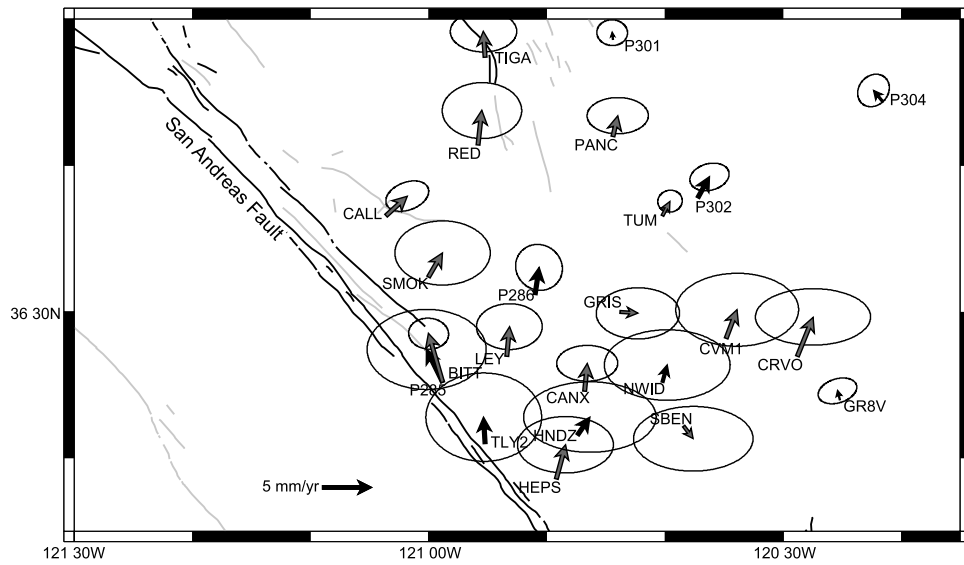 TIGA
P301
P304
San Andreas Fault
RED
PANC
CALL
P302
TUM
SMOK
P286
GRIS
36 30N
LEY
CVM1
CRVO
BITT
P285
CANX
NWID
GR8V
SBEN
TLY2
HNDZ
HEPS
5 mm/yr
121 30W
121 00W
120 30W